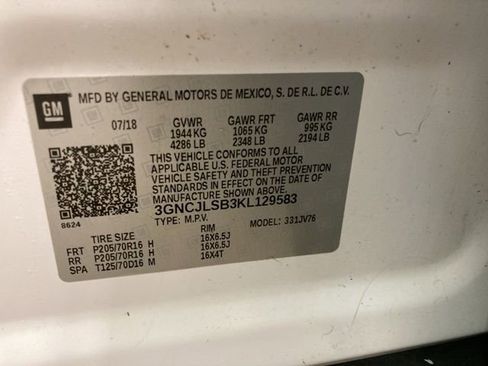 GM
MFD BY GENERAL MOTORS DE MEXICO, S. DE R.L. DE C.V.
07/18 GVWR GAWR FRT GAWR RR
1944 KG 1065 KG 995 KG
4286 LB 2348 LB 2194 LB
THIS VEHICLE CONFORMS TO ALL
APPLICABLE U.S. FEDERAL MOTOR
VEHICLE SAFETY AND THEFT PREVENTION
STANDARDS IN EFFECT ON THE DATE OF
MANUFACTURE SHOWN ABOVE.
3GNCJLSB3KL129583
8624 TYPE: M.P.V. MODEL: 331JV76
TIRE SIZE RIM
FRT P205/70R16 H 16X6.5J
RR P205/70R16 H 16X6.5J
SPA T125/70D16 M 16X4T